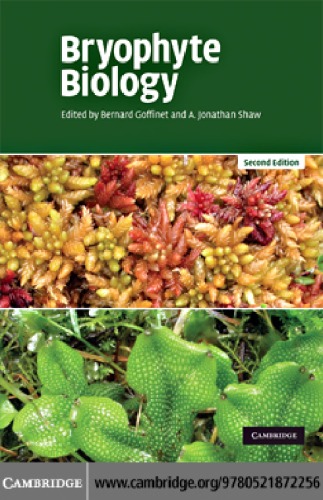 Bryophyte
Biology
Edited by Bernard Goffinet and A. Jonathan Shaw
Second Edition
CAMBRIDGE
CAMBRIDGE
www.cambridge.org/9780521872256